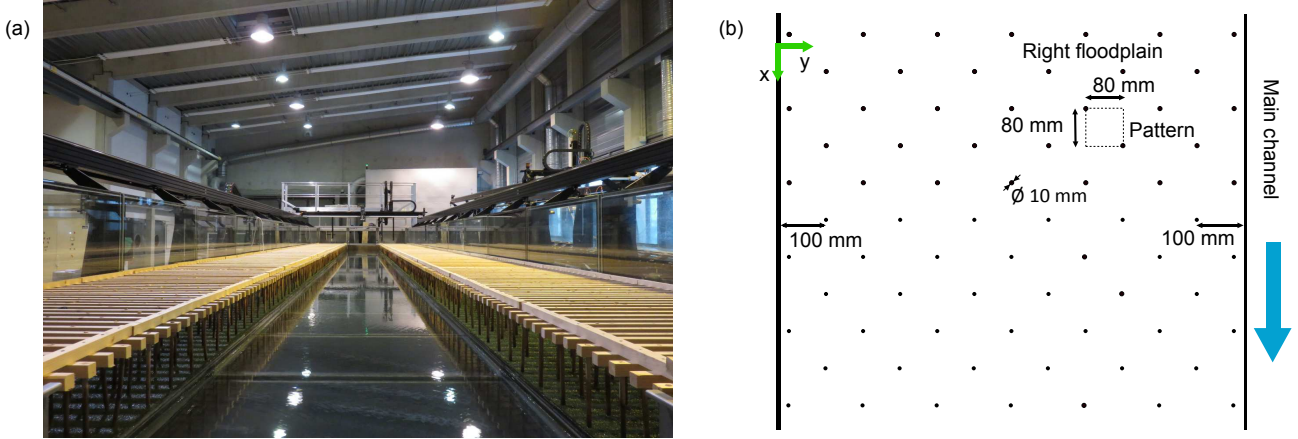 (a)
(b)
Right floodplain
x
y
80 mm
80 mm
Pattern
Ø 10 mm
100 mm
100 mm
Main channel